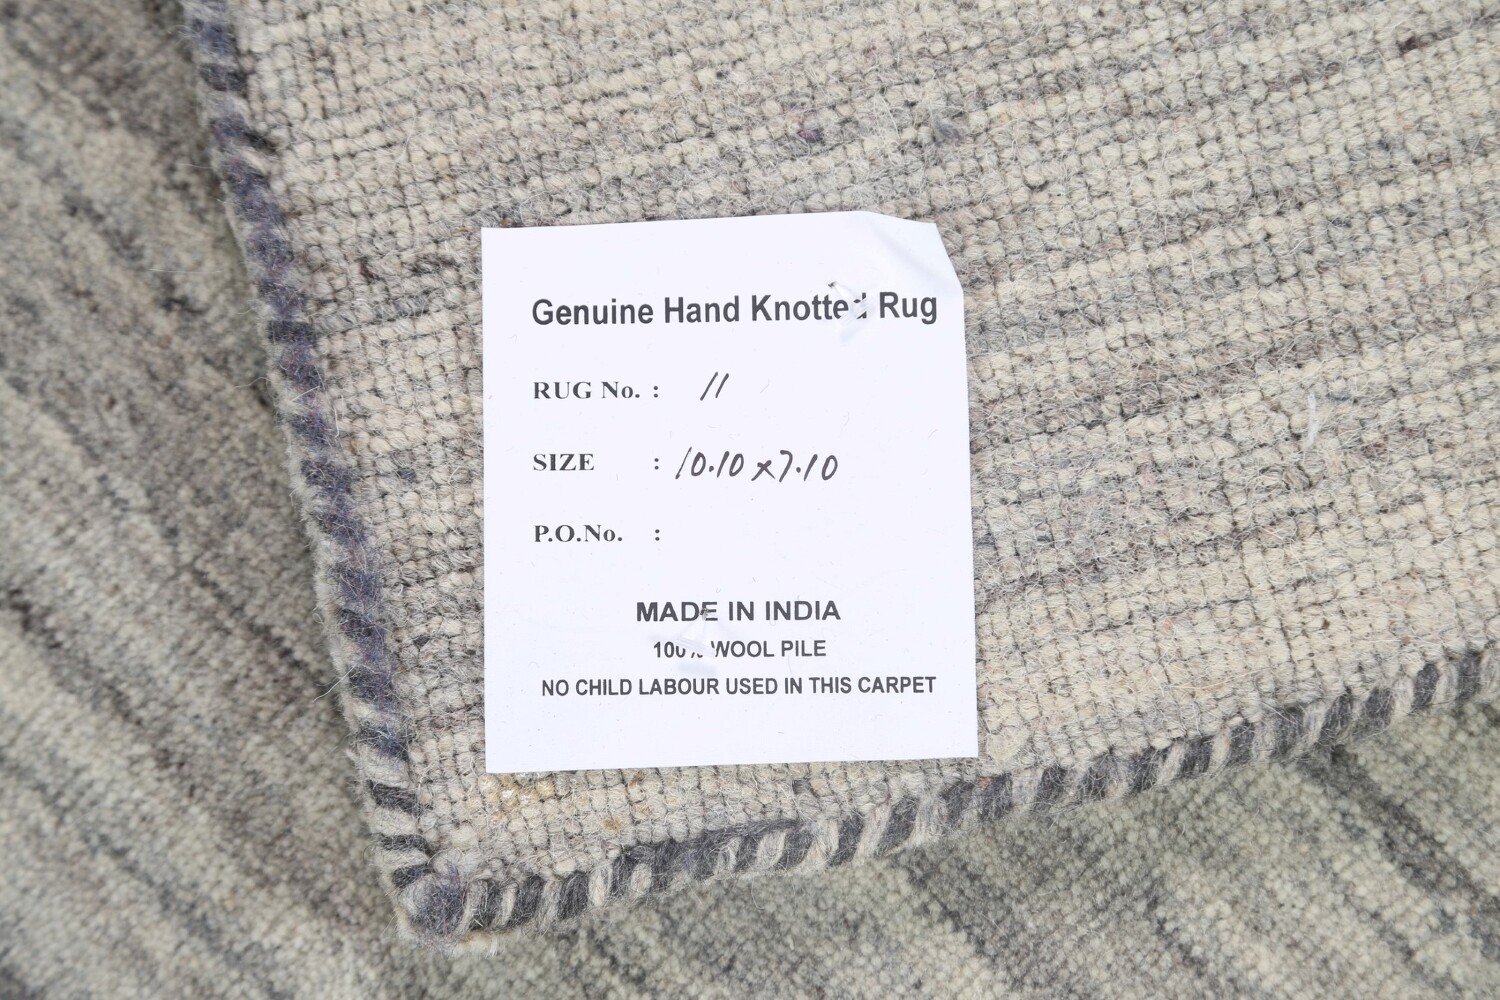 Genuine Hand Knotted Rug
RUG No. : 11
SIZE : 10.10 x 7.10
P.O.No. :
MADE IN INDIA
100% WOOL PILE
NO CHILD LABOUR USED IN THIS CARPET